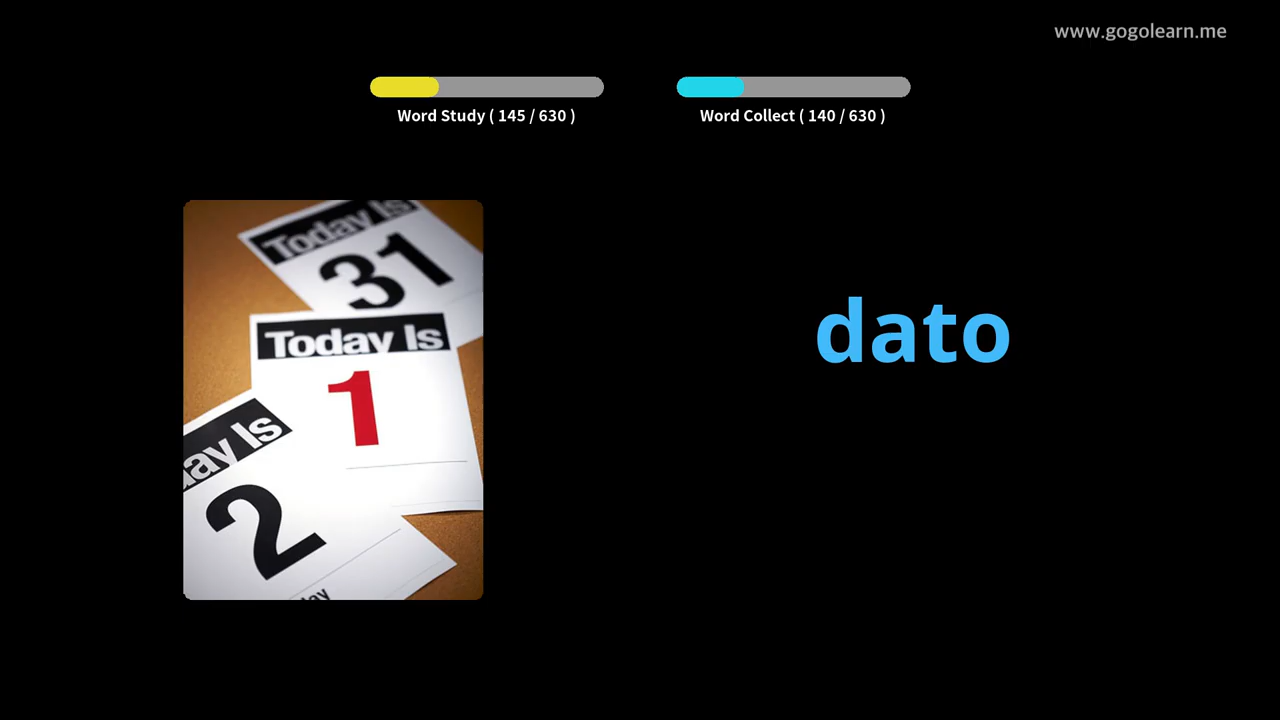 www.gogolearn.me
Word Study ( 145 / 630 )
Word Collect ( 140 / 630 )
Today Is
31
Today Is
1
ay Is
2
dato